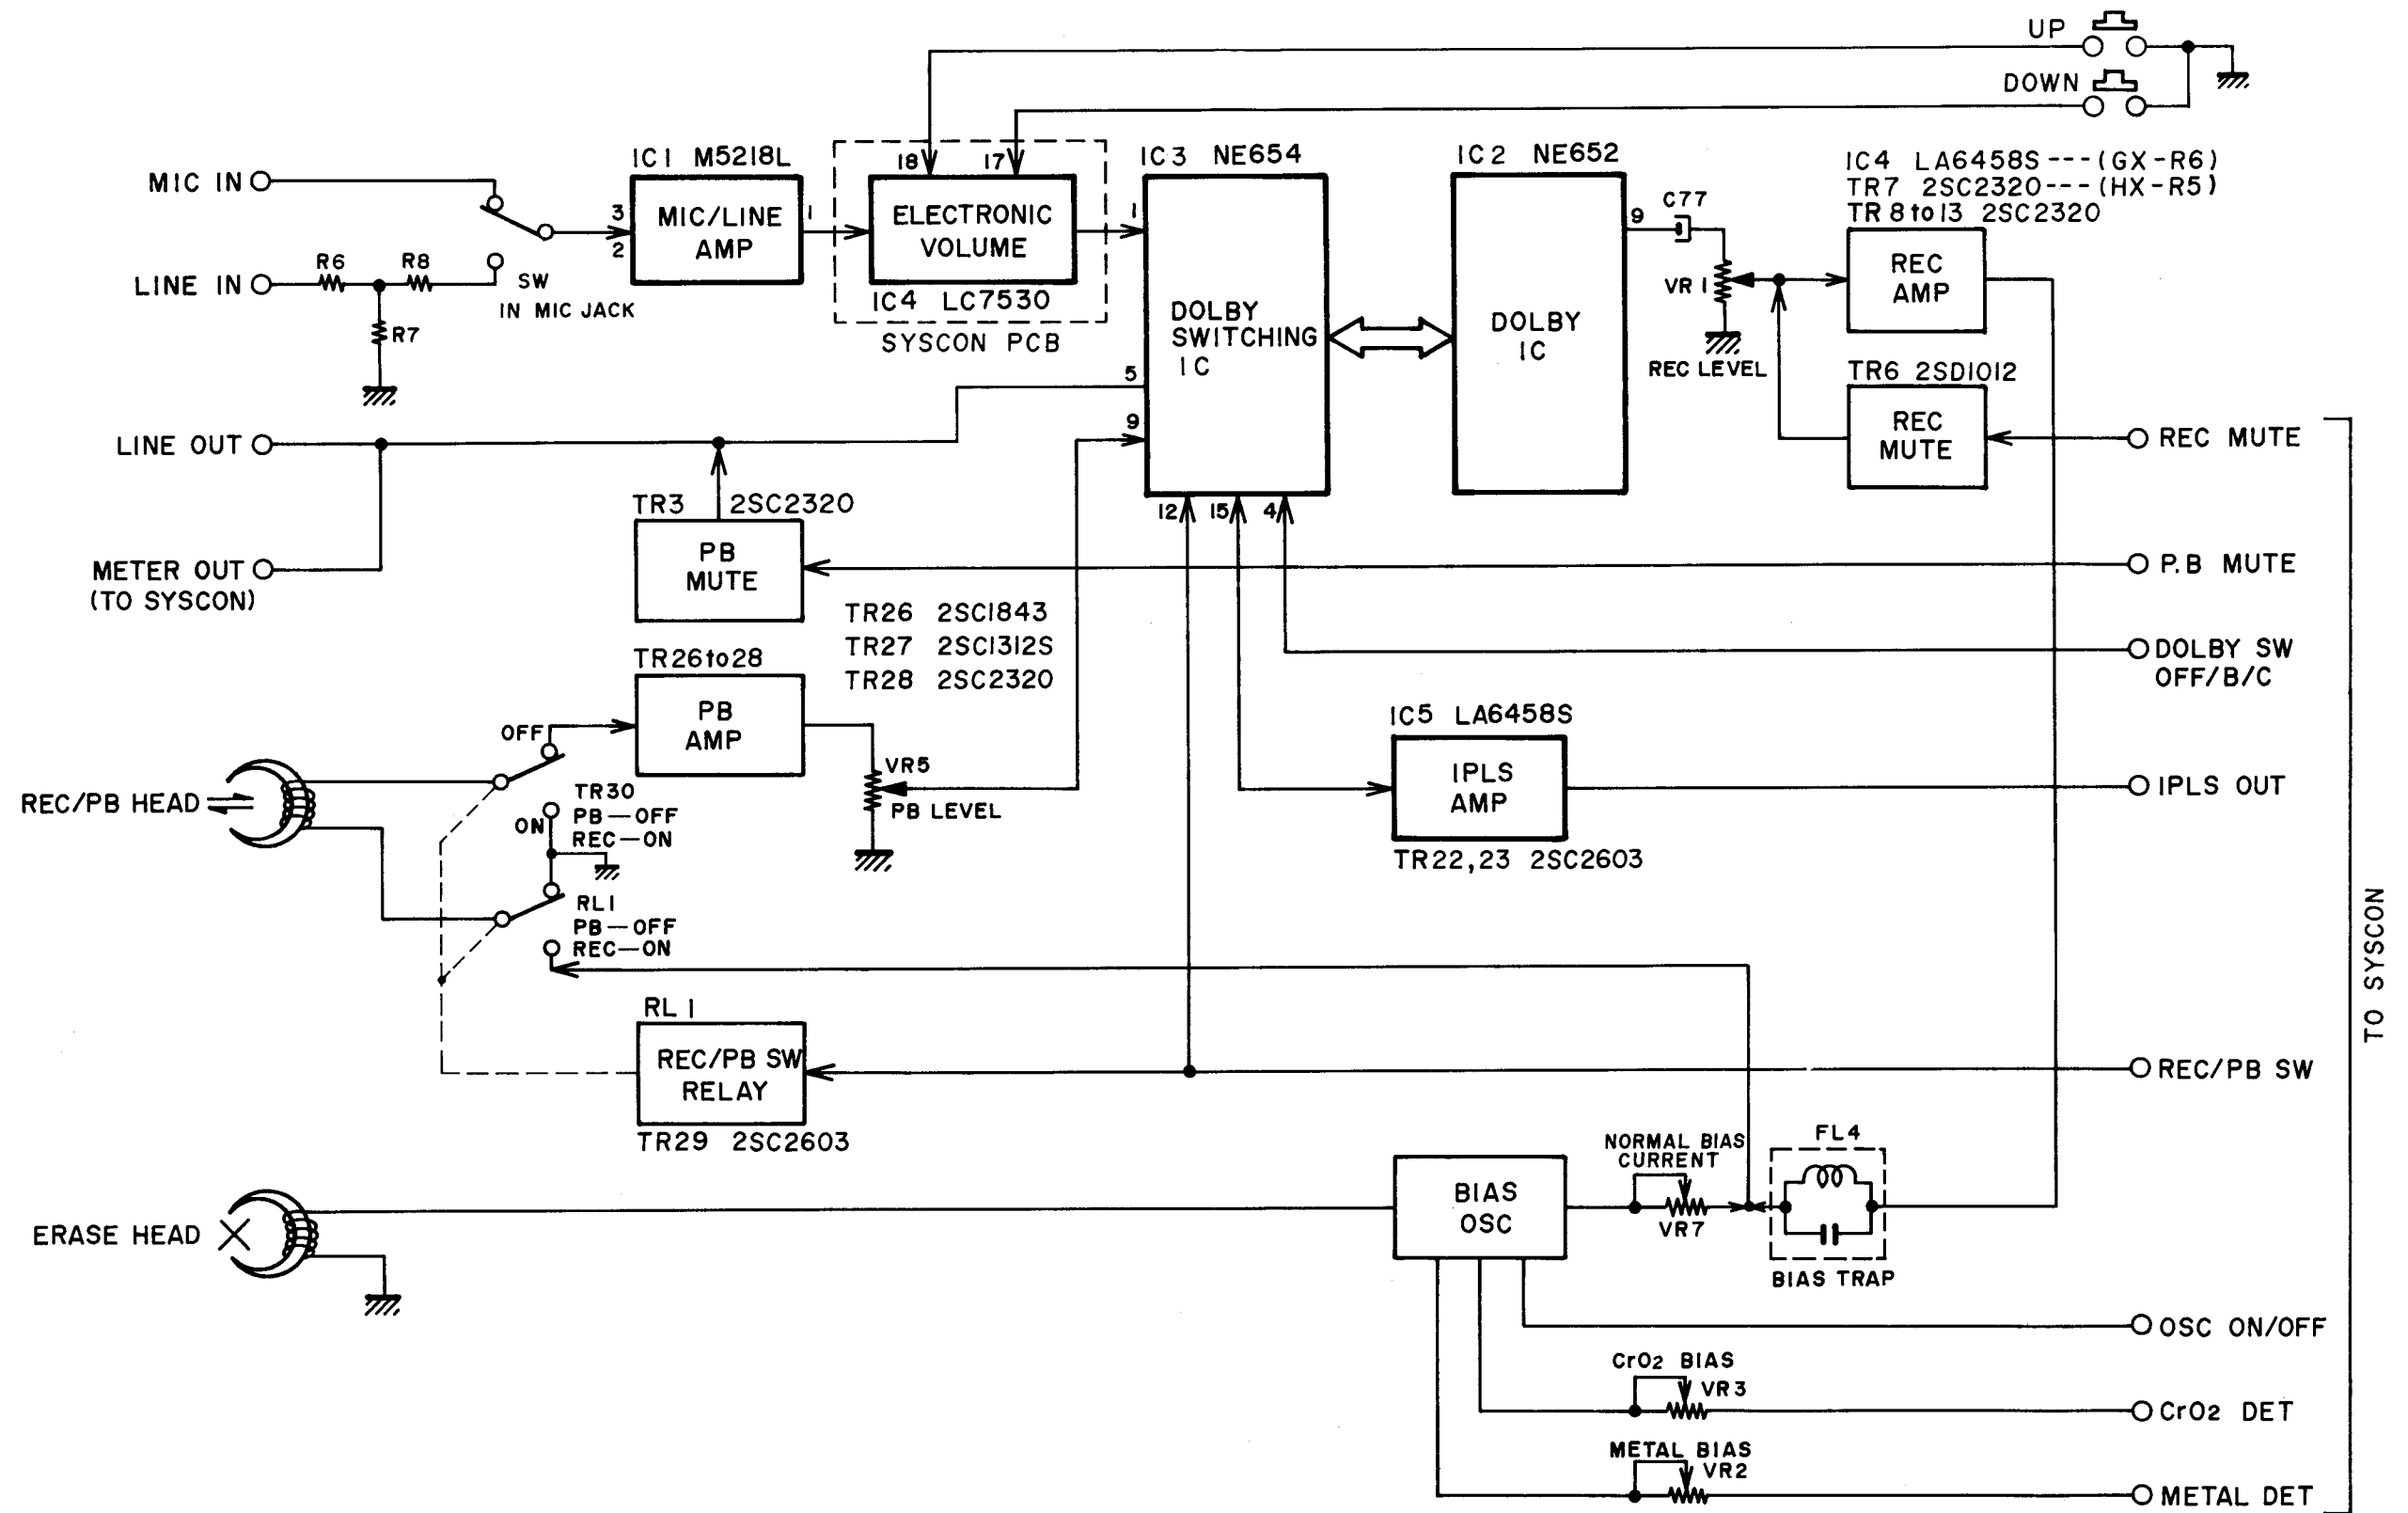 UP
DOWN
MIC IN
LINE IN
R6
R8
R7
SW
IN MIC JACK
IC1 M5218L
3
2
MIC/LINE
AMP
1
18
17
ELECTRONIC
VOLUME
IC4 LC7530
SYSCON PCB
IC3 NE654
1
DOLBY
SWITCHING
IC
5
9
12
15
4
IC2 NE652
DOLBY
IC
9
C77
VR1
REC LEVEL
IC4 LA6458S---(GX-R6)
TR7 2SC2320---(HX-R5)
TR8to13 2SC2320
REC
AMP
TR6 2SD1012
REC
MUTE
REC MUTE
LINE OUT
METER OUT
(TO SYSCON)
TR3 2SC2320
PB
MUTE
P.B MUTE
TR26 2SC1843
TR27 2SC1312S
TR28 2SC2320
DOLBY SW
OFF/B/C
TR26to28
PB
AMP
VR5
PB LEVEL
IC5 LA6458S
IPLS
AMP
TR22,23 2SC2603
IPLS OUT
REC/PB HEAD
OFF
ON
TR30
PB-OFF
REC-ON
RL1
PB-OFF
REC-ON
RL1
REC/PB SW
RELAY
TR29 2SC2603
REC/PB SW
TO SYSCON
ERASE HEAD
BIAS
OSC
NORMAL BIAS
CURRENT
VR7
FL4
BIAS TRAP
OSC ON/OFF
CrO2 BIAS
VR3
CrO2 DET
METAL BIAS
VR2
METAL DET